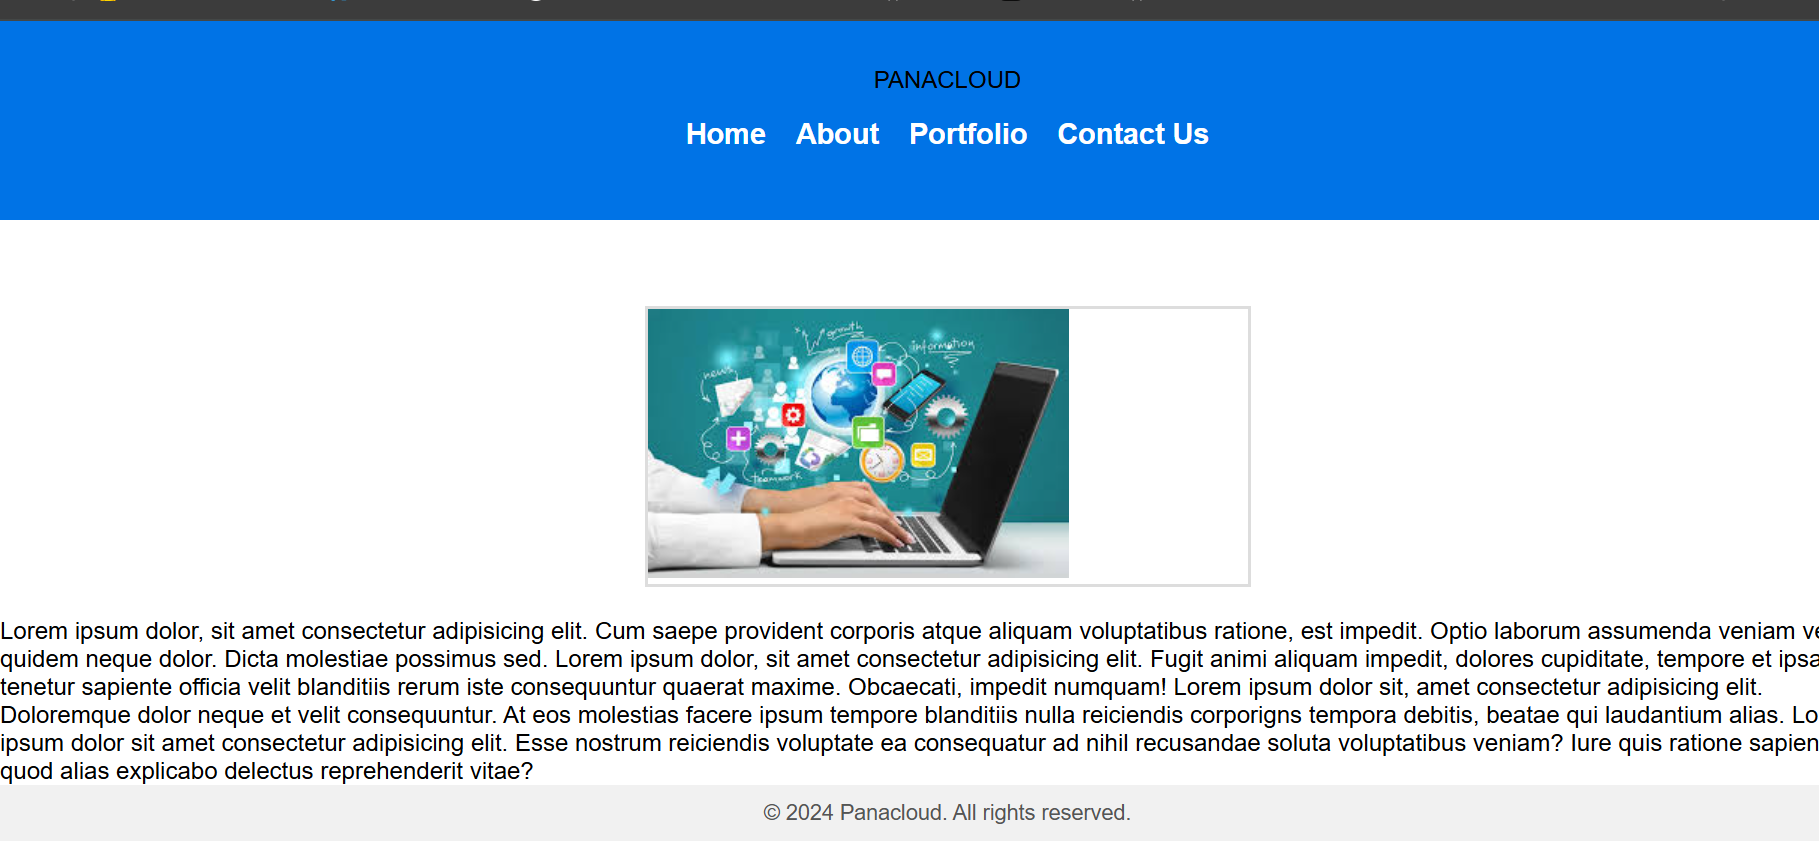 PANACLOUD
Home About Portfolio Contact Us
growth
information
news
teamwork
Lorem ipsum dolor, sit amet consectetur adipisicing elit. Cum saepe provident corporis atque aliquam voluptatibus ratione, est impedit. Optio laborum assumenda veniam
quidem neque dolor. Dicta molestiae possimus sed. Lorem ipsum dolor, sit amet consectetur adipisicing elit. Fugit animi aliquam impedit, dolores cupiditate, tempore et ipsa
tenetur sapiente officia velit blanditiis rerum iste consequuntur quaerat maxime. Obcaecati, impedit numquam! Lorem ipsum dolor sit, amet consectetur adipisicing elit.
Doloremque dolor neque et velit consequuntur. At eos molestias facere ipsum tempore blanditiis nulla reiciendis corporigns tempora debitis, beatae qui laudantium alias. Lo
ipsum dolor sit amet consectetur adipisicing elit. Esse nostrum reiciendis voluptate ea consequatur ad nihil recusandae soluta voluptatibus veniam? Iure quis ratione sapien
quod alias explicabo delectus reprehenderit vitae?
© 2024 Panacloud. All rights reserved.